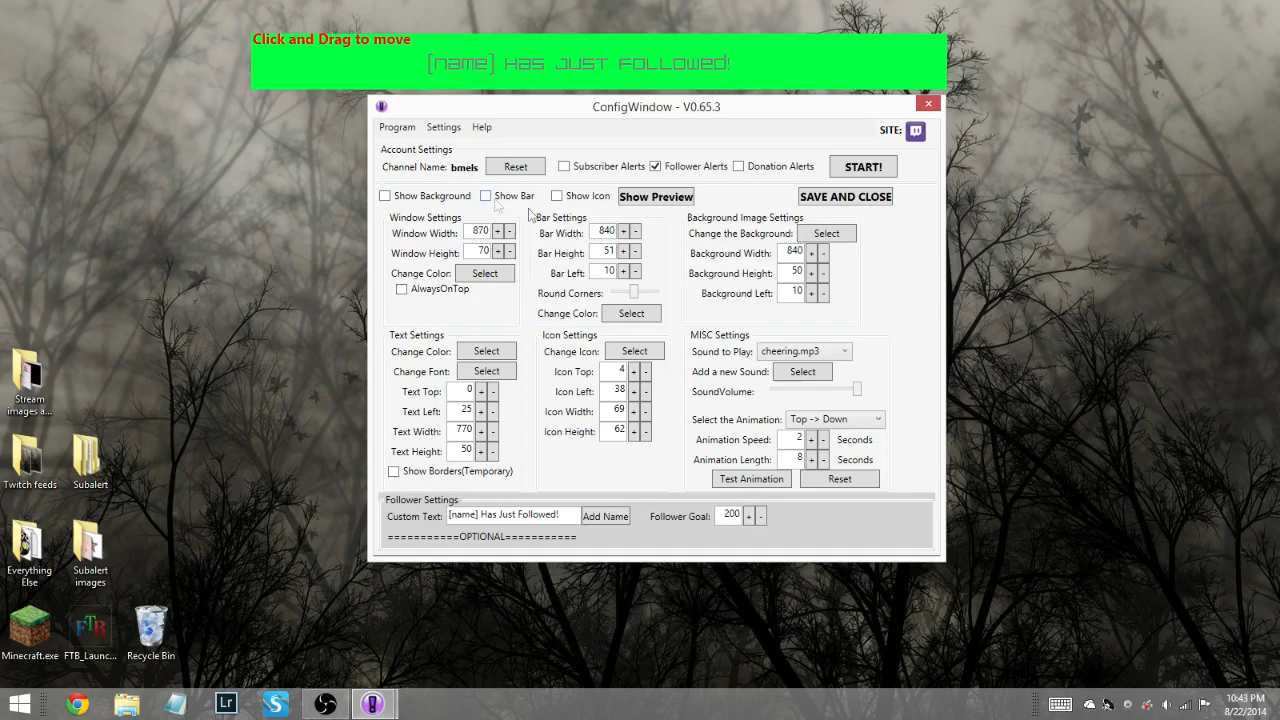 Click and Drag to move
[name] Has Just Followed!
ConfigWindow - V0.65.3
Program Settings Help
SITE:
Account Settings
Channel Name: bmels Reset Subscriber Alerts Follower Alerts Donation Alerts START!
Show Background Show Bar Show Icon Show Preview SAVE AND CLOSE
Window Settings
Window Width: 870 + -
Window Height: 70 + -
Change Color: Select
AlwaysOnTop
Bar Settings
Bar Width: 840 + -
Bar Height: 51 + -
Bar Left: 10 + -
Round Corners:
Change Color: Select
Background Image Settings
Change the Background: Select
Background Width: 840 + -
Background Height: 50 + -
Background Left: 10 + -
Text Settings
Change Color: Select
Change Font: Select
Text Top: 0 + -
Text Left: 25 + -
Text Width: 770 + -
Text Height: 50 + -
Show Borders(Temporary)
Icon Settings
Change Icon: Select
Icon Top: 4 + -
Icon Left: 38 + -
Icon Width: 69 + -
Icon Height: 62 + -
MISC Settings
Sound to Play: cheering.mp3
Add a new Sound: Select
SoundVolume:
Select the Animation: Top -> Down
Animation Speed: 2 + - Seconds
Animation Length: 8 + - Seconds
Test Animation Reset
Follower Settings
Custom Text: [name] Has Just Followed! Add Name Follower Goal: 200 + -
===========OPTIONAL===========
Stream
images a...
Twitch feeds
Subalert
Everything
Else
Subalert
images
Minecraft.exe
FTB
FTB_Launc...
Recycle Bin
Lr
S
10:43 PM
8/22/2014